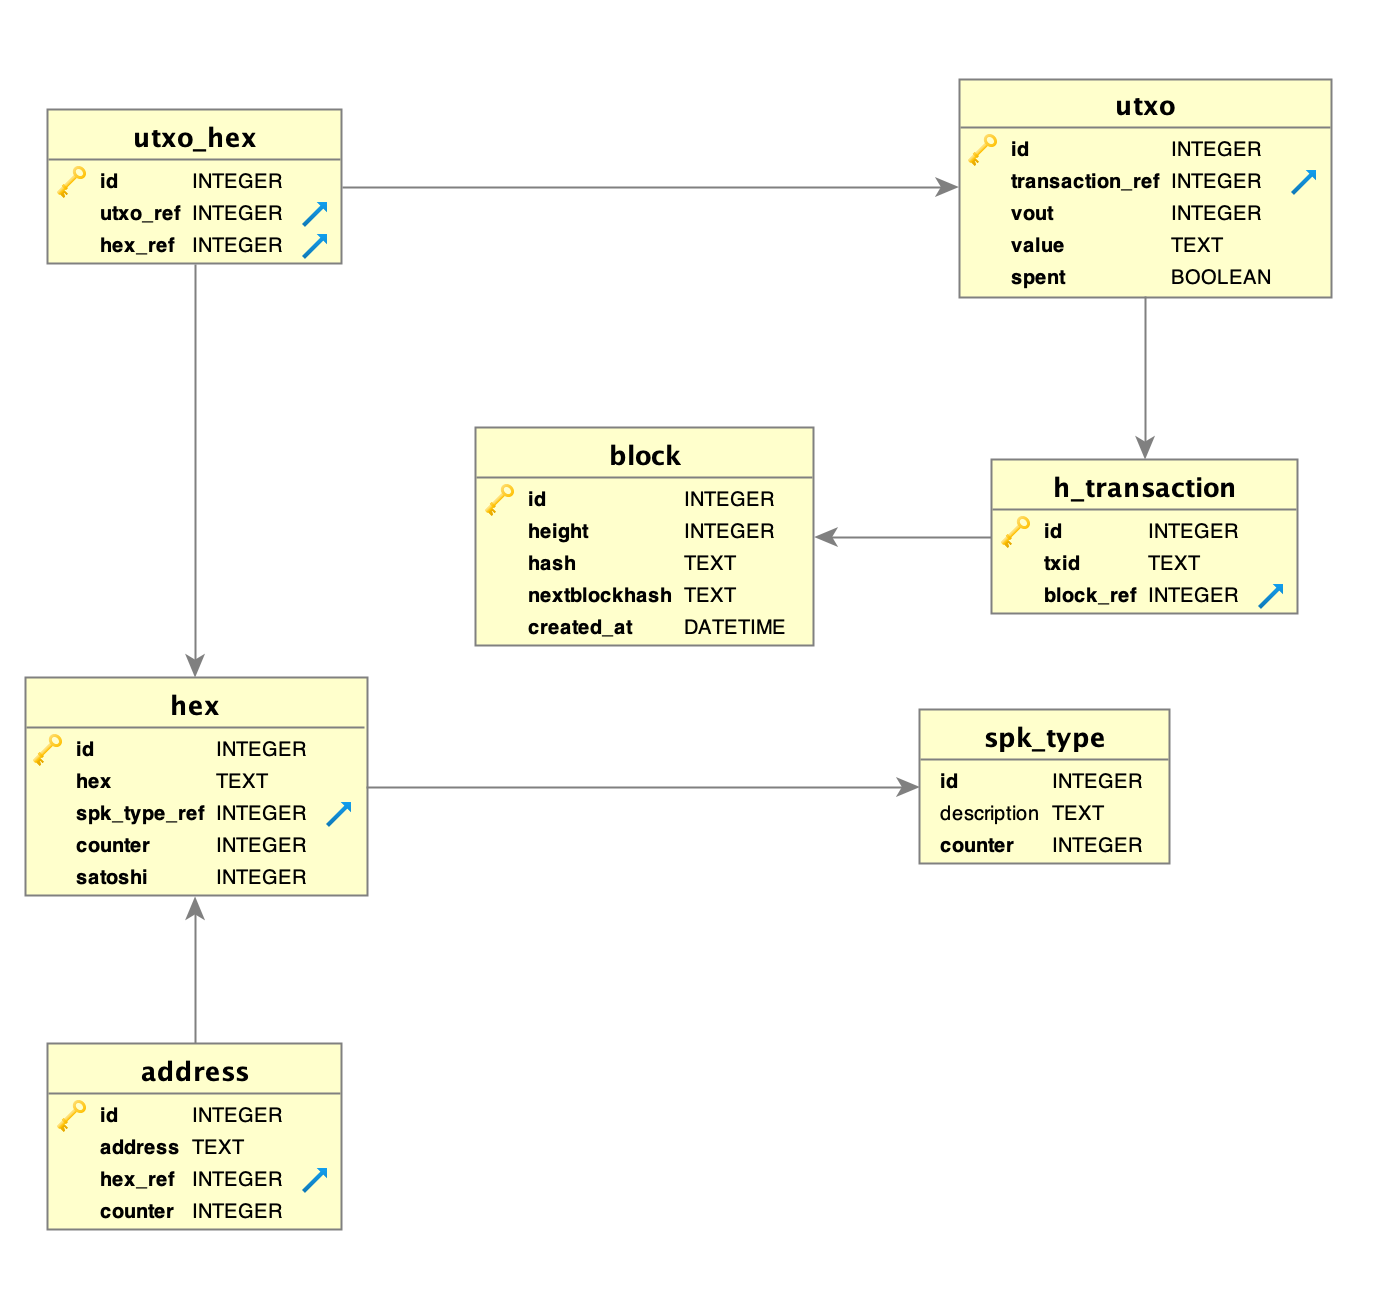 utxo_hex
id INTEGER
utxo_ref INTEGER
hex_ref INTEGER
utxo
id INTEGER
transaction_ref INTEGER
vout INTEGER
value TEXT
spent BOOLEAN
block
id INTEGER
height INTEGER
hash TEXT
nextblockhash TEXT
created_at DATETIME
h_transaction
id INTEGER
txid TEXT
block_ref INTEGER
hex
id INTEGER
hex TEXT
spk_type_ref INTEGER
counter INTEGER
satoshi INTEGER
spk_type
id INTEGER
description TEXT
counter INTEGER
address
id INTEGER
address TEXT
hex_ref INTEGER
counter INTEGER